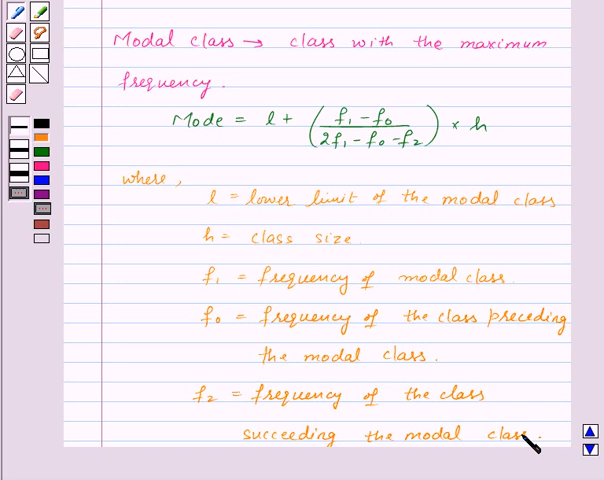 Modal class → class with the maximum
frequency.
Mode = l + ( f₁ - f₀ / 2f₁ - f₀ - f₂ ) × h
where,
l = lower limit of the modal class
h = class size.
f₁ = frequency of modal class
f₀ = frequency of the class preceding
the modal class.
f₂ = frequency of the class
succeeding the modal class.